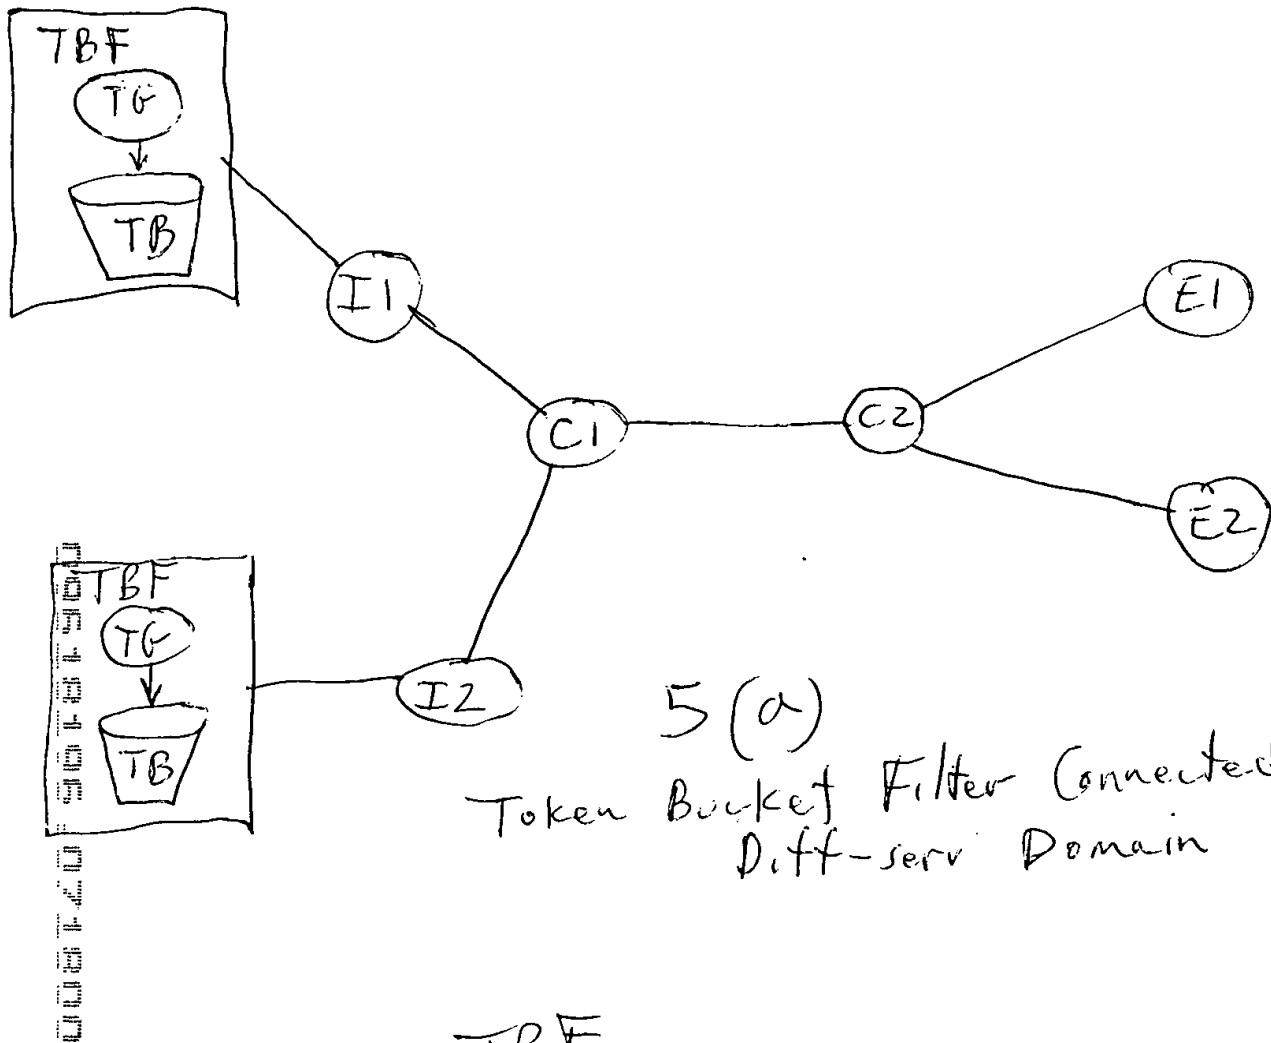 TBF
TG
TB
I1
E1
C1
C2
E2
TBF
TG
TB
I2
5(a)
Token Bucket Filter Connected
Diff-serv Domain
TBF